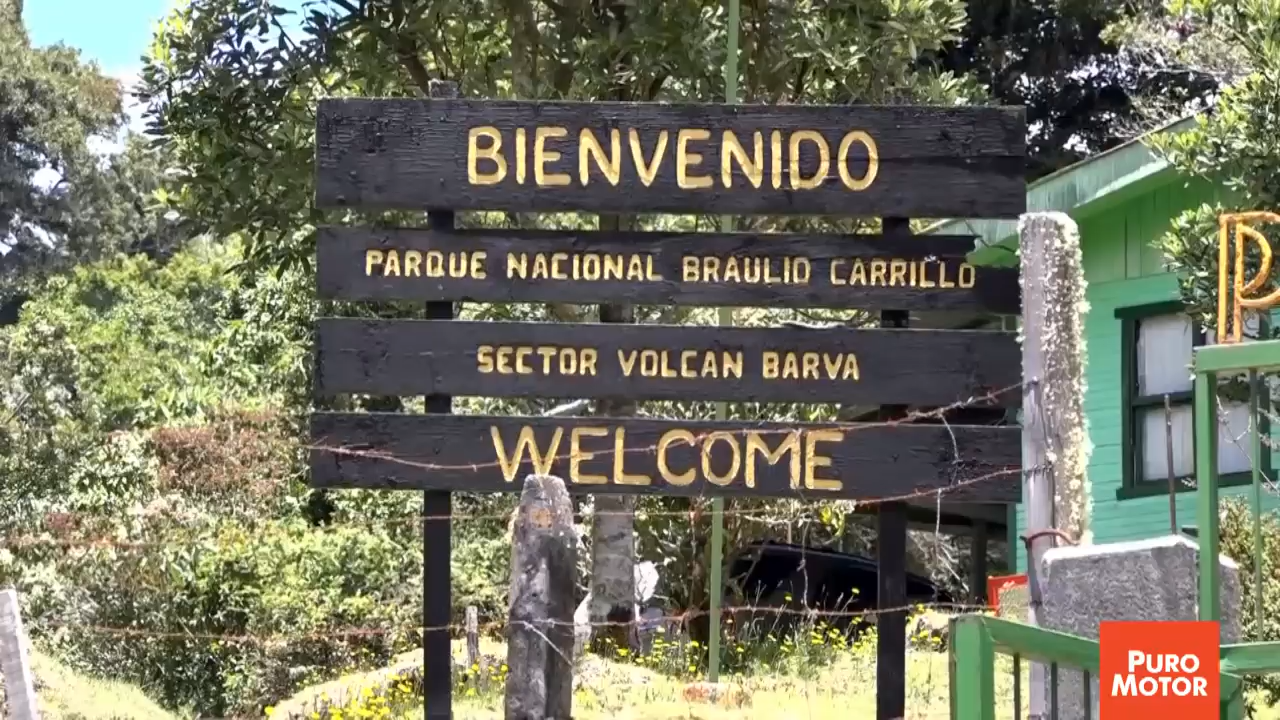 BIENVENIDO
PARQUE NACIONAL BRAULIO CARRILLO
SECTOR VOLCAN BARVA
WELCOME
P
PURO
MOTOR